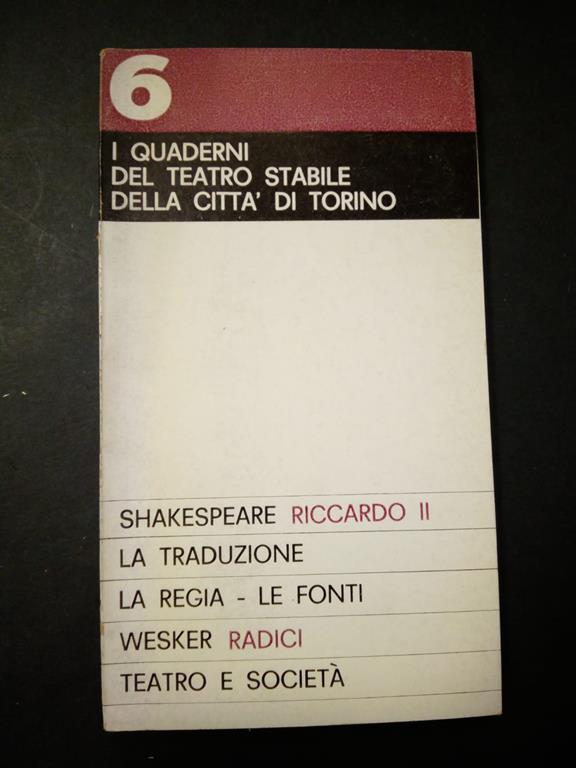 6
I QUADERNI
DEL TEATRO STABILE
DELLA CITTA' DI TORINO
SHAKESPEARE RICCARDO II
LA TRADUZIONE
LA REGIA - LE FONTI
WESKER RADICI
TEATRO E SOCIETÀ